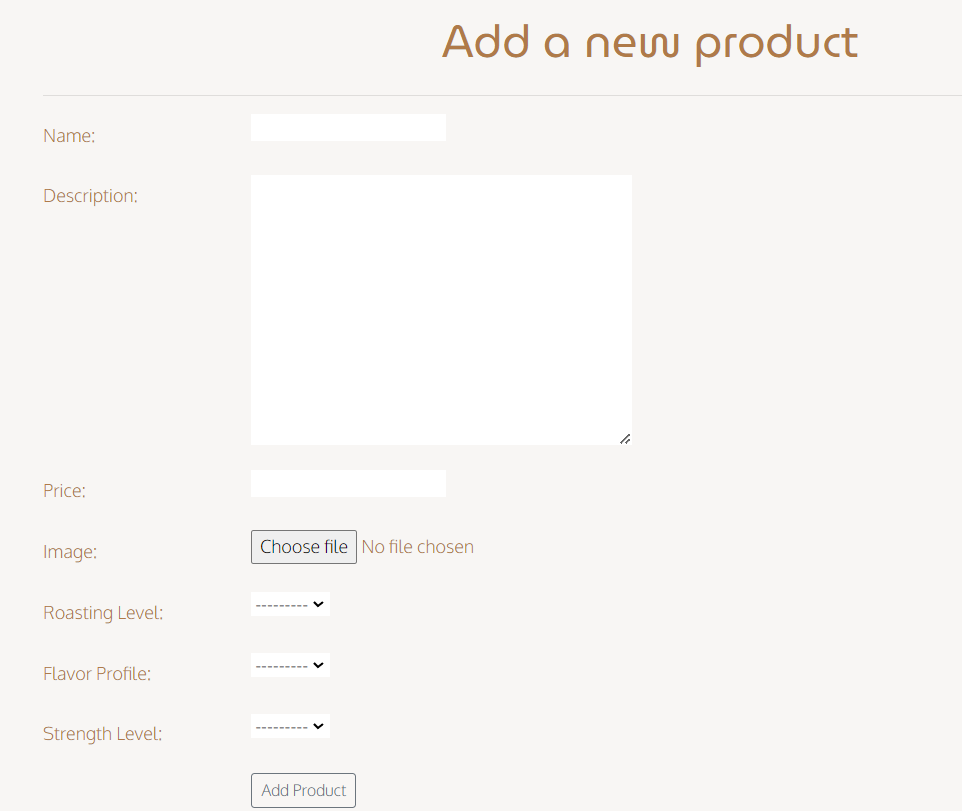 Add a new product
Name:
Description:
Price:
Image:
Choose file No file chosen
Roasting Level:
---------
Flavor Profile:
---------
Strength Level:
---------
Add Product